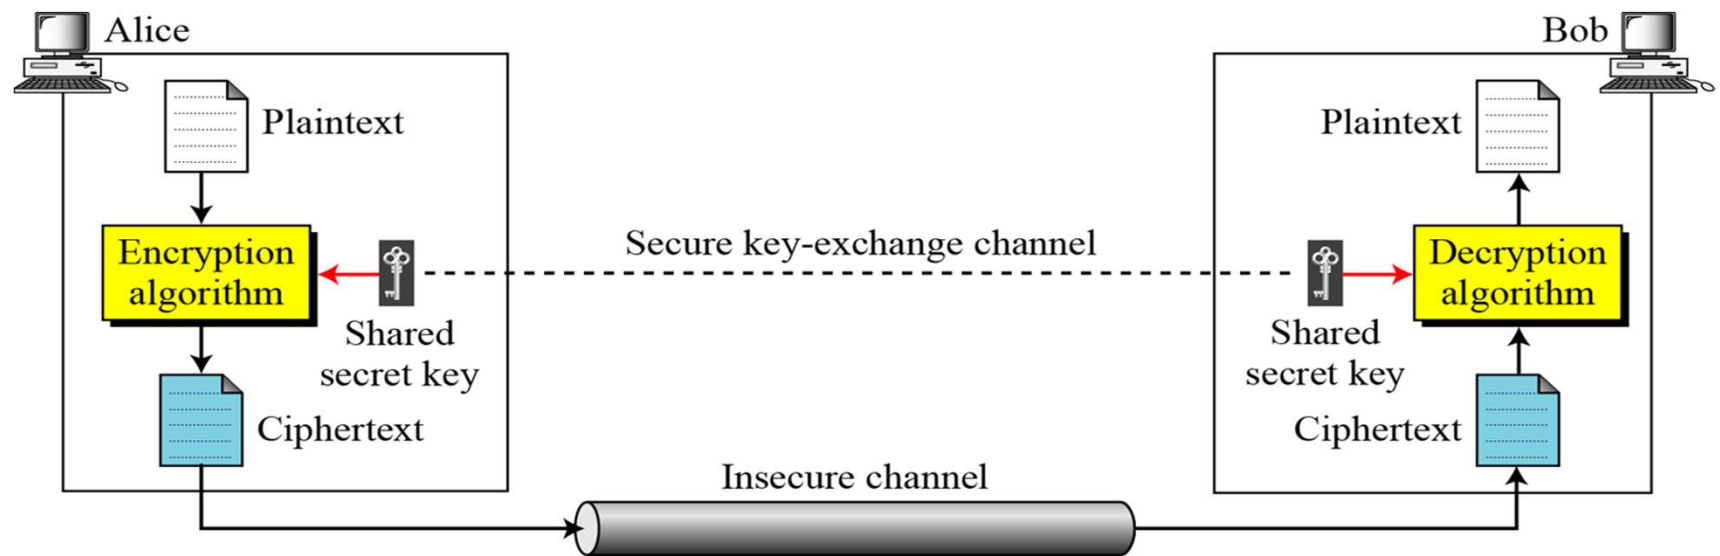 Alice
Bob
Plaintext
Plaintext
Encryption
algorithm
Shared
secret key
Secure key-exchange channel
Shared
secret key
Decryption
algorithm
Ciphertext
Ciphertext
Insecure channel